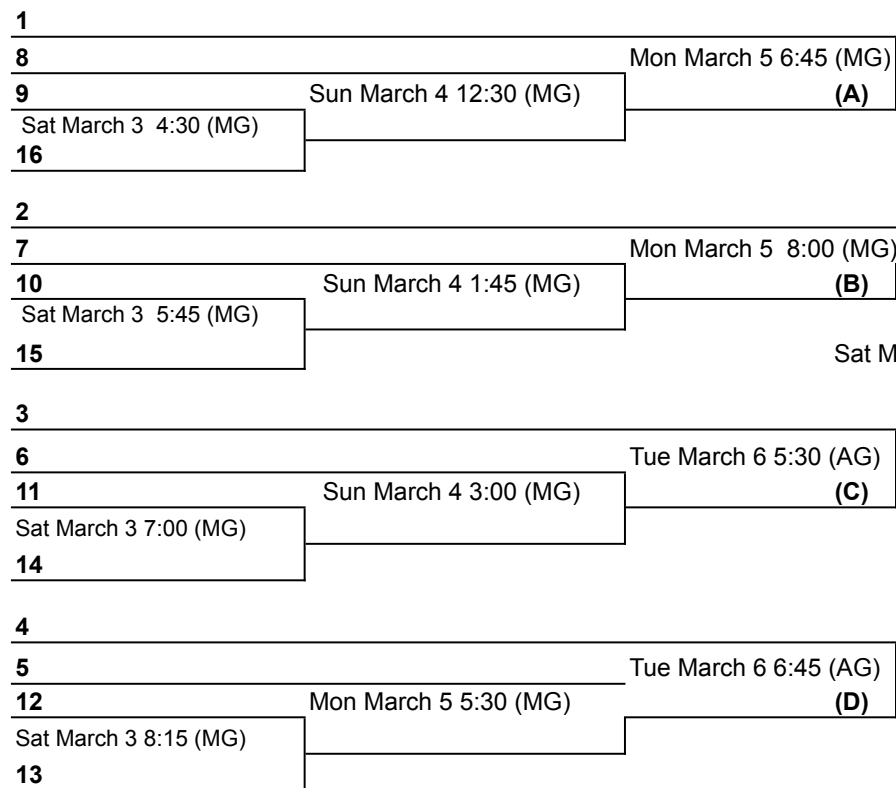 1
8 Mon March 5 6:45 (MG)
9 Sun March 4 12:30 (MG) (A)
Sat March 3 4:30 (MG)
16
2
7 Mon March 5 8:00 (MG)
10 Sun March 4 1:45 (MG) (B)
Sat March 3 5:45 (MG)
15 Sat M
3
6 Tue March 6 5:30 (AG)
11 Sun March 4 3:00 (MG) (C)
Sat March 3 7:00 (MG)
14
4
5 Tue March 6 6:45 (AG)
12 Mon March 5 5:30 (MG) (D)
Sat March 3 8:15 (MG)
13